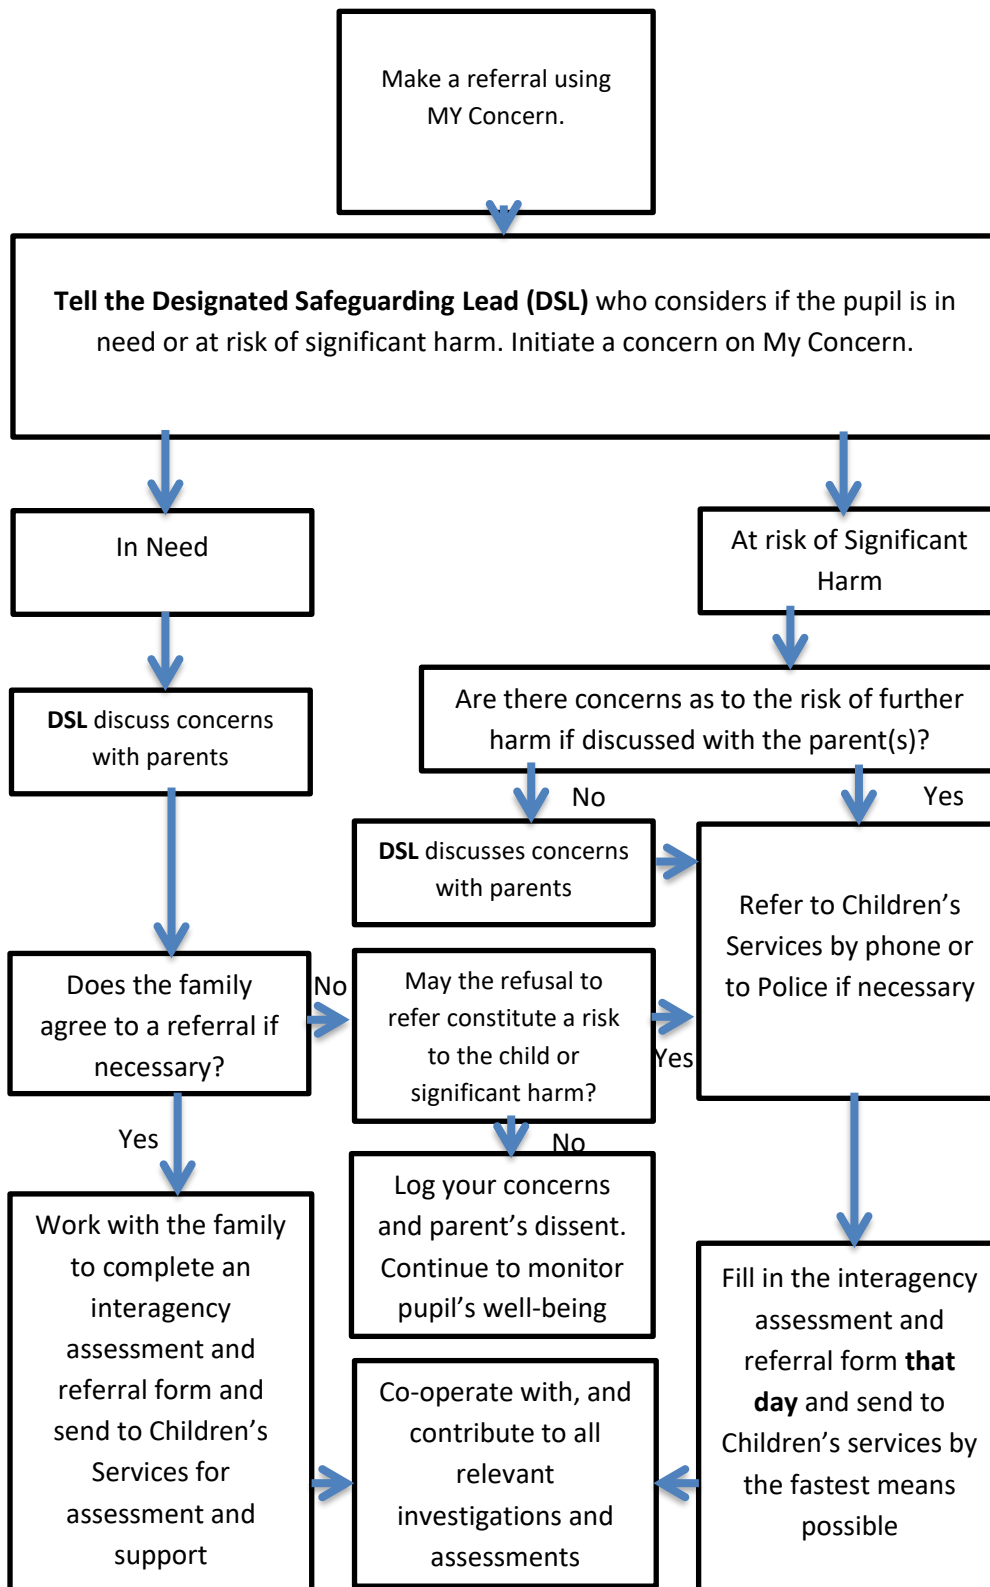 Make a referral using
MY Concern.
Tell the Designated Safeguarding Lead (DSL) who considers if the pupil is in
need or at risk of significant harm. Initiate a concern on My Concern.
In Need
At risk of Significant
Harm
DSL discuss concerns
with parents
Are there concerns as to the risk of further
harm if discussed with the parent(s)?
No
Yes
DSL discusses concerns
with parents
Refer to Children’s
Services by phone or
to Police if necessary
Does the family
agree to a referral if
necessary?
No
May the refusal to
refer constitute a risk
to the child or
significant harm?
Yes
Yes
No
Log your concerns
and parent’s dissent.
Continue to monitor
pupil’s well-being
Work with the family
to complete an
interagency
assessment and
referral form and
send to Children’s
Services for
assessment and
support
Fill in the interagency
assessment and
referral form that
day and send to
Children’s services by
the fastest means
possible
Co-operate with, and
contribute to all
relevant
investigations and
assessments